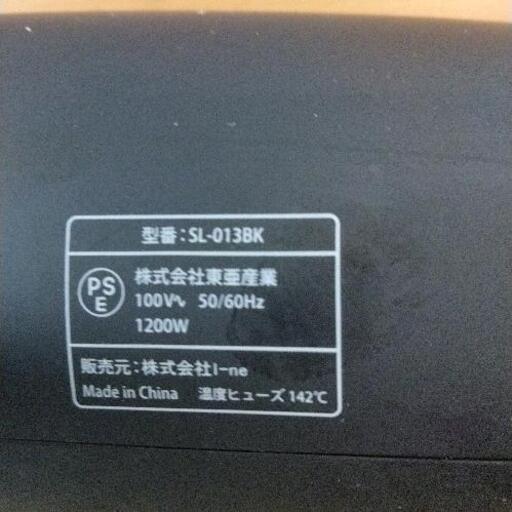 型番:SL-013BK
PS
E
株式会社東亜産業
100V∿ 50/60Hz
1200W
販売元:株式会社I-ne
Made in China 温度ヒューズ 142℃